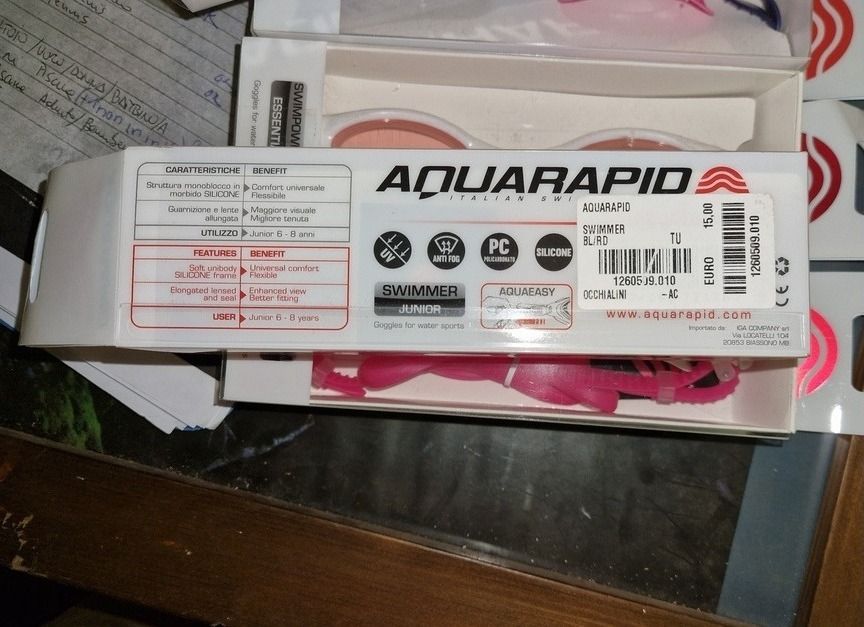 SWIMPOW
ESSENTI
Goggles for water
CARATTERISTICHE BENEFIT
Struttura monoblocco in morbido SILICONE Comfort universale Flessibile
Guarnizione e lente allungata Maggiore visuale Migliore tenuta
UTILIZZO Junior 6 - 8 anni
FEATURES BENEFIT
Soft unibody SILICONE frame Universal comfort Flexible
Elongated lensed and seal Enhanced view Better fitting
USER Junior 6 - 8 years
AQUARAPID
ITALIAN SWI
UV
ANTI FOG
PC
POLICARBONATO
SILICONE
SWIMMER
JUNIOR
Goggles for water sports
AQUAEASY
AQUARAPID
SWIMMER
BL/RD TU
1260509.010
OCCHIALINI -AC
EURO 15,00
1260509.010
CE
www.aquarapid.com
Importato da: IGA COMPANY srl
Via LOCATELLI 104
20853 BIASSONO MB